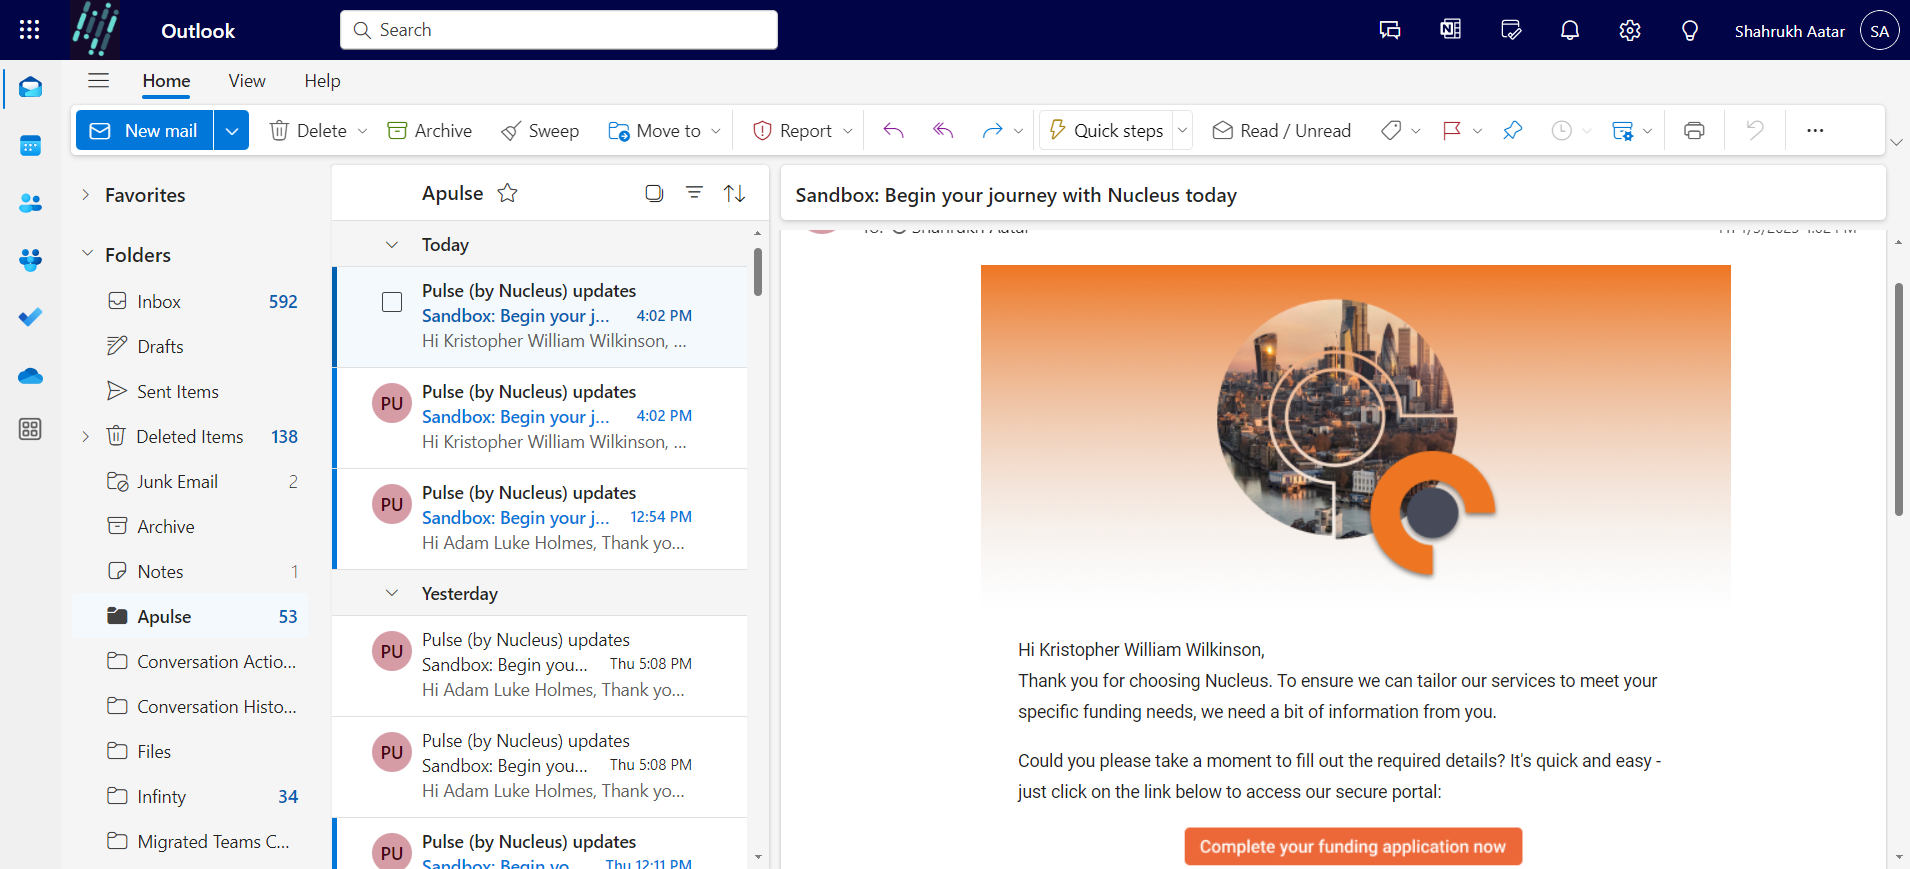 Outlook
Search
Shahrukh Aatar
SA
Home
View
Help
New mail
Delete
Archive
Sweep
Move to
Report
Quick steps
Read / Unread
Favorites
Folders
Inbox 592
Drafts
Sent Items
Deleted Items 138
Junk Email 2
Archive
Notes 1
Apulse 53
Conversation Actio...
Conversation Histo...
Files
Infinty 34
Migrated Teams C...
Apulse
Today
Pulse (by Nucleus) updates
Sandbox: Begin your j... 4:02 PM
Hi Kristopher William Wilkinson, ...
PU
Pulse (by Nucleus) updates
Sandbox: Begin your j... 4:02 PM
Hi Kristopher William Wilkinson, ...
PU
Pulse (by Nucleus) updates
Sandbox: Begin your j... 12:54 PM
Hi Adam Luke Holmes, Thank yo...
Yesterday
PU
Pulse (by Nucleus) updates
Sandbox: Begin you... Thu 5:08 PM
Hi Adam Luke Holmes, Thank yo...
PU
Pulse (by Nucleus) updates
Sandbox: Begin you... Thu 5:08 PM
Hi Adam Luke Holmes, Thank yo...
PU
Pulse (by Nucleus) updates
Sandbox: Begin yo... Thu 12:11 PM
Sandbox: Begin your journey with Nucleus today
To: Shahrukh Aatar
Hi Kristopher William Wilkinson,
Thank you for choosing Nucleus. To ensure we can tailor our services to meet your
specific funding needs, we need a bit of information from you.
Could you please take a moment to fill out the required details? It's quick and easy -
just click on the link below to access our secure portal:
Complete your funding application now